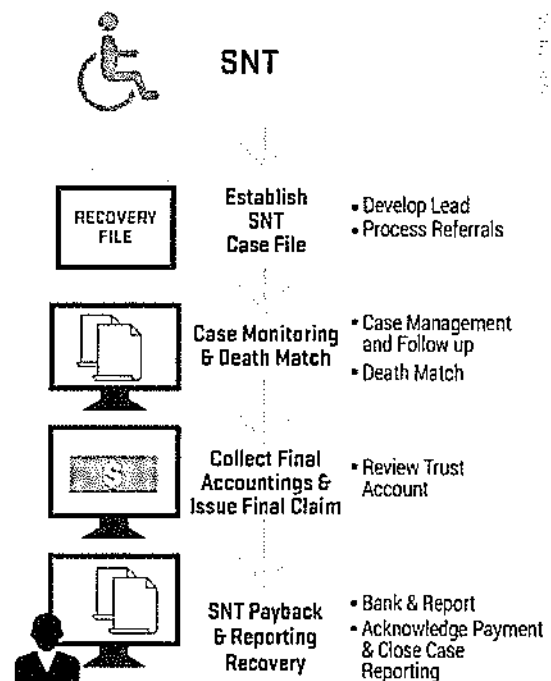 SNT
RECOVERY
FILE
Establish
SNT
Case File
• Develop Lead
• Process Referrals
Case Monitoring
& Death Match
• Case Management
and Follow up
• Death Match
$
Collect Final
Accountings &
Issue Final Claim
• Review Trust
Account
SNT Payback
& Reporting
Recovery
• Bank & Report
• Acknowledge Payment
& Close Case
Reporting